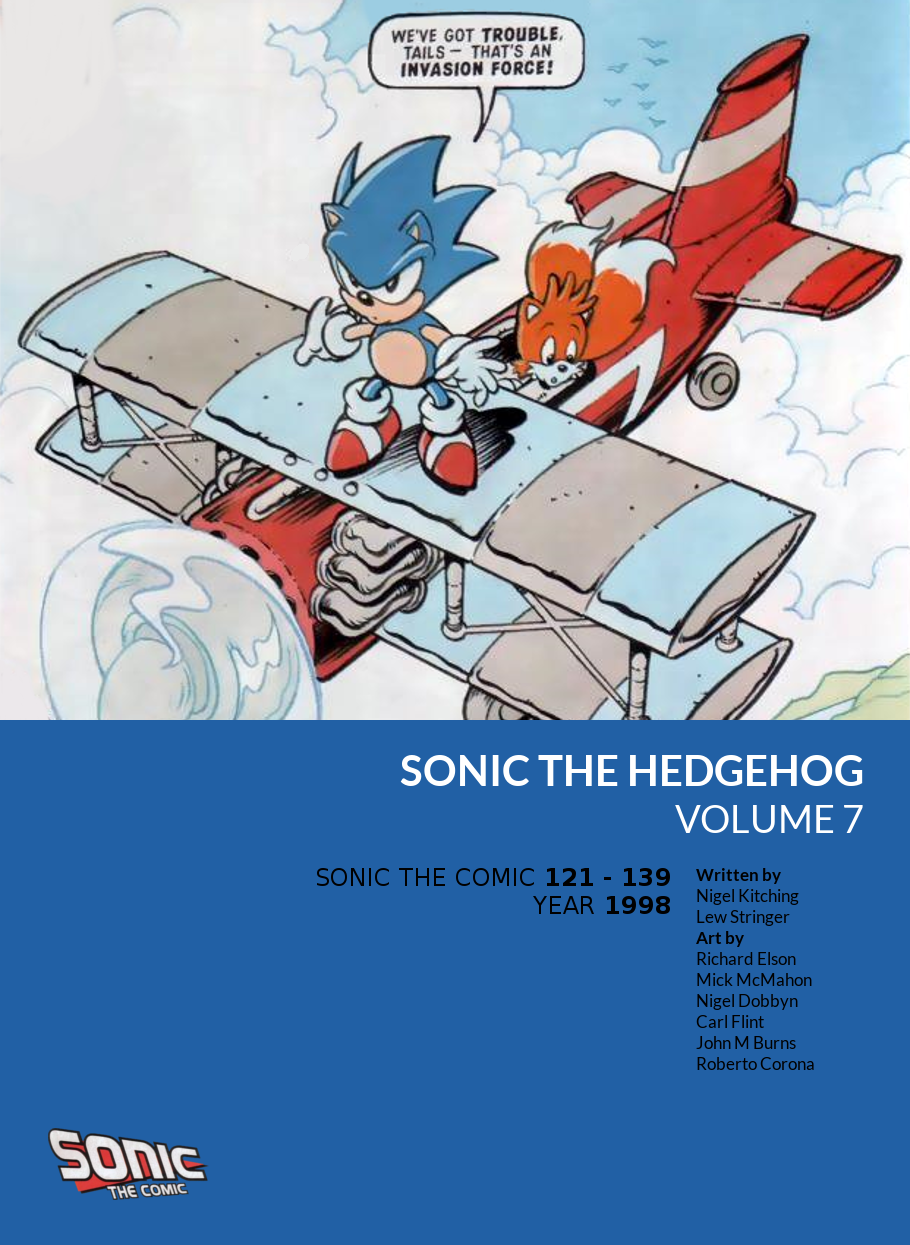 WE'VE GOT TROUBLE,
TAILS — THAT'S AN
INVASION FORCE!
SONIC THE HEDGEHOG
VOLUME 7
SONIC THE COMIC 121 - 139
YEAR 1998
Written by
Nigel Kitching
Lew Stringer
Art by
Richard Elson
Mick McMahon
Nigel Dobbyn
Carl Flint
John M Burns
Roberto Corona
SONIC
THE COMIC